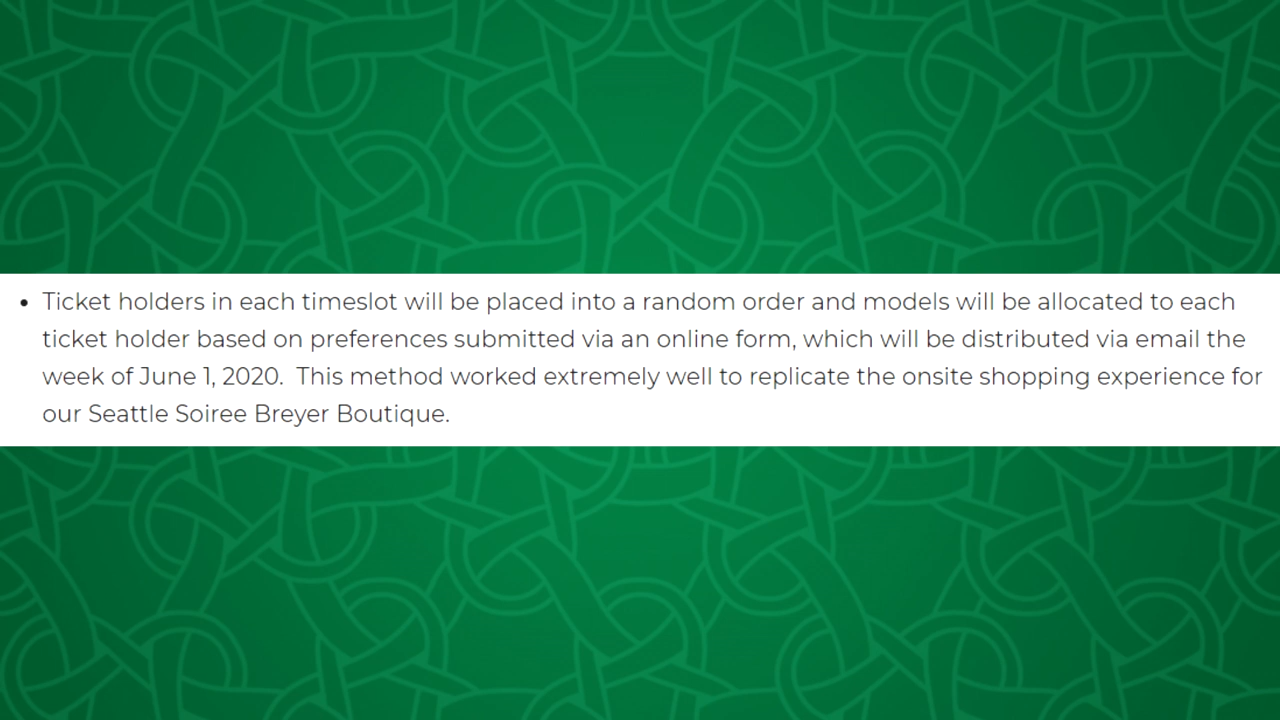 • Ticket holders in each timeslot will be placed into a random order and models will be allocated to each
ticket holder based on preferences submitted via an online form, which will be distributed via email the
week of June 1, 2020.  This method worked extremely well to replicate the onsite shopping experience for
our Seattle Soiree Breyer Boutique.